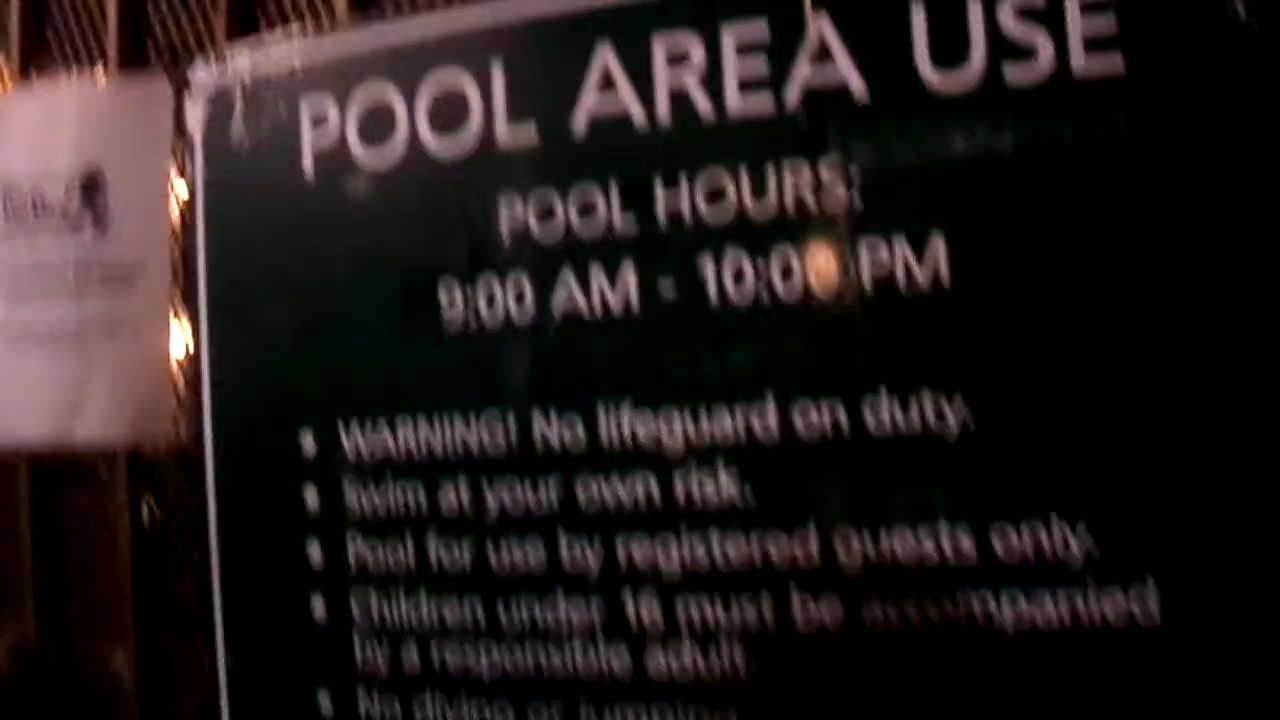 POOL AREA USE
POOL HOURS:
9:00 AM - 10:00 PM
• WARNING! No lifeguard on duty.
• Swim at your own risk.
• Pool for use by registered guests only.
• Children under 16 must be accompanied
by a responsible adult.
• No diving or jumping.